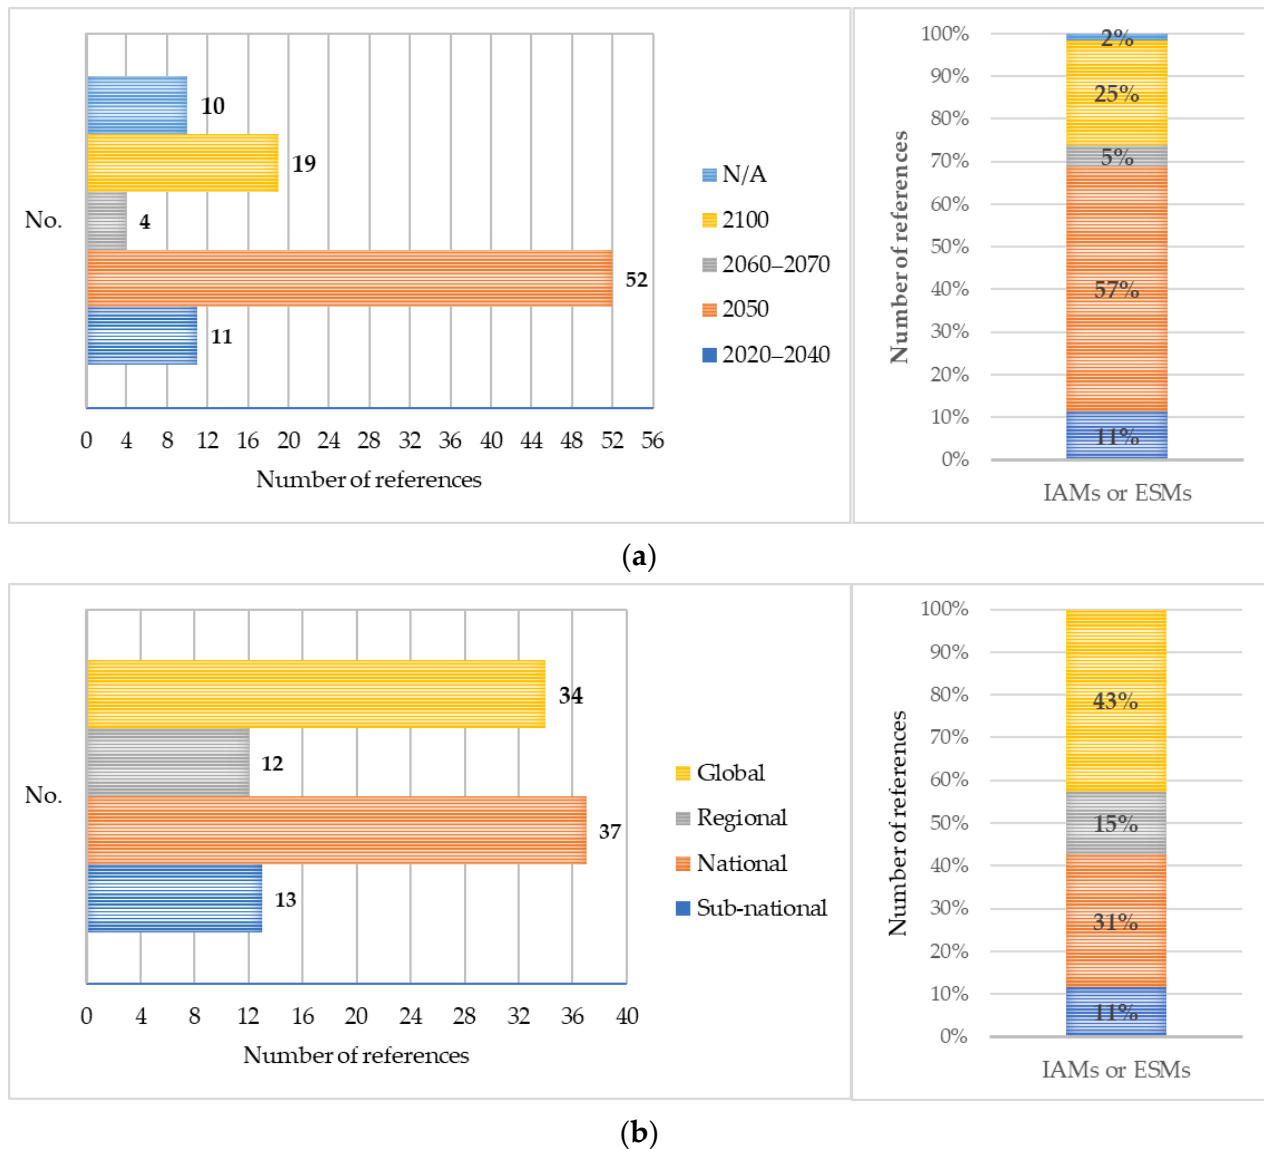 No.
10
19
4
52
11
0 4 8 12 16 20 24 28 32 36 40 44 48 52 56
Number of references
N/A
2100
2060–2070
2050
2020–2040
Number of references
100%
90%
80%
70%
60%
50%
40%
30%
20%
10%
0%
2%
25%
5%
57%
11%
IAMs or ESMs
(a)
No.
34
12
37
13
0 4 8 12 16 20 24 28 32 36 40
Number of references
Global
Regional
National
Sub-national
Number of references
100%
90%
80%
70%
60%
50%
40%
30%
20%
10%
0%
43%
15%
31%
11%
IAMs or ESMs
(b)